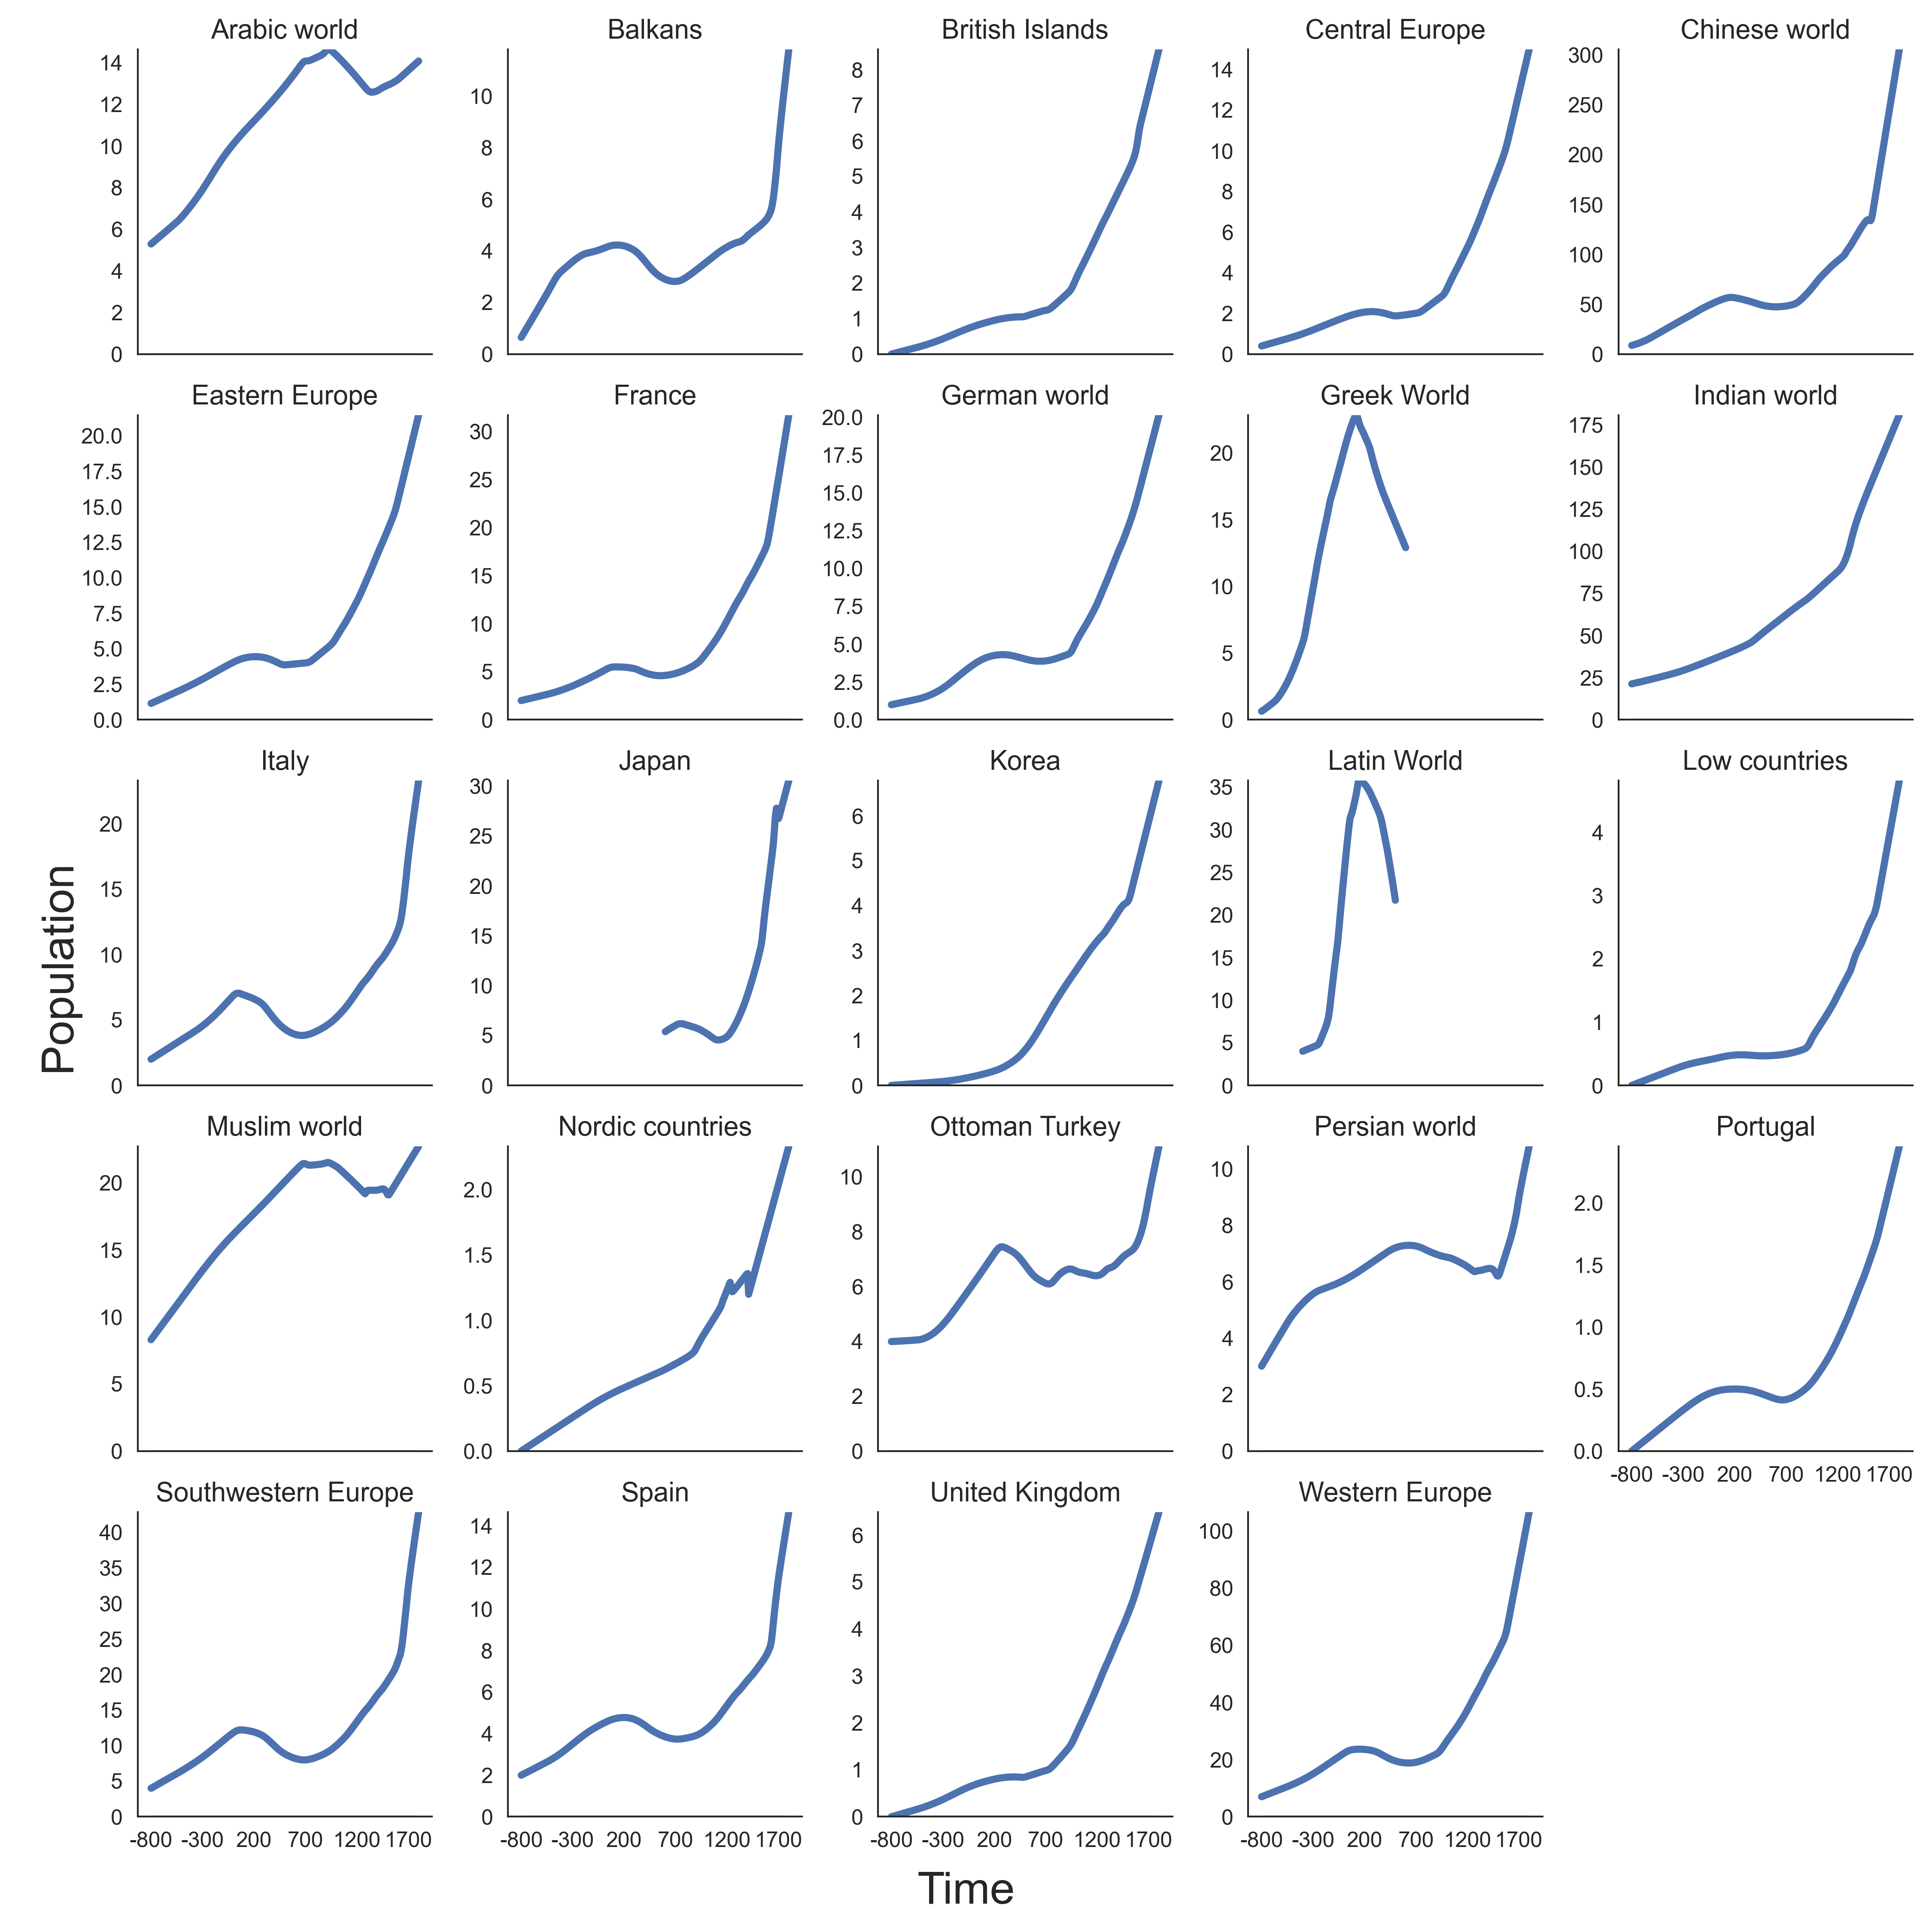 Arabic world Balkans British Islands Central Europe Chinese world
14 12 10 8 6 4 2 0
10 8 6 4 2 0
8 7 6 5 4 3 2 1 0
14 12 10 8 6 4 2 0
300 250 200 150 100 50 0
Eastern Europe France German world Greek World Indian world
20.0 17.5 15.0 12.5 10.0 7.5 5.0 2.5 0.0
30 25 20 15 10 5 0
20.0 17.5 15.0 12.5 10.0 7.5 5.0 2.5 0.0
20 15 10 5 0
175 150 125 100 75 50 25 0
Italy Japan Korea Latin World Low countries
20 15 10 5 0
30 25 20 15 10 5 0
6 5 4 3 2 1 0
35 30 25 20 15 10 5 0
4 3 2 1 0
Population
Muslim world Nordic countries Ottoman Turkey Persian world Portugal
20 15 10 5 0
2.0 1.5 1.0 0.5 0.0
10 8 6 4 2 0
10 8 6 4 2 0
2.0 1.5 1.0 0.5 0.0
-800 -300 200 700 1200 1700
Southwestern Europe Spain United Kingdom Western Europe
40 35 30 25 20 15 10 5 0
14 12 10 8 6 4 2 0
6 5 4 3 2 1 0
100 80 60 40 20 0
-800 -300 200 700 1200 1700 -800 -300 200 700 1200 1700 -800 -300 200 700 1200 1700 -800 -300 200 700 1200 1700
Time